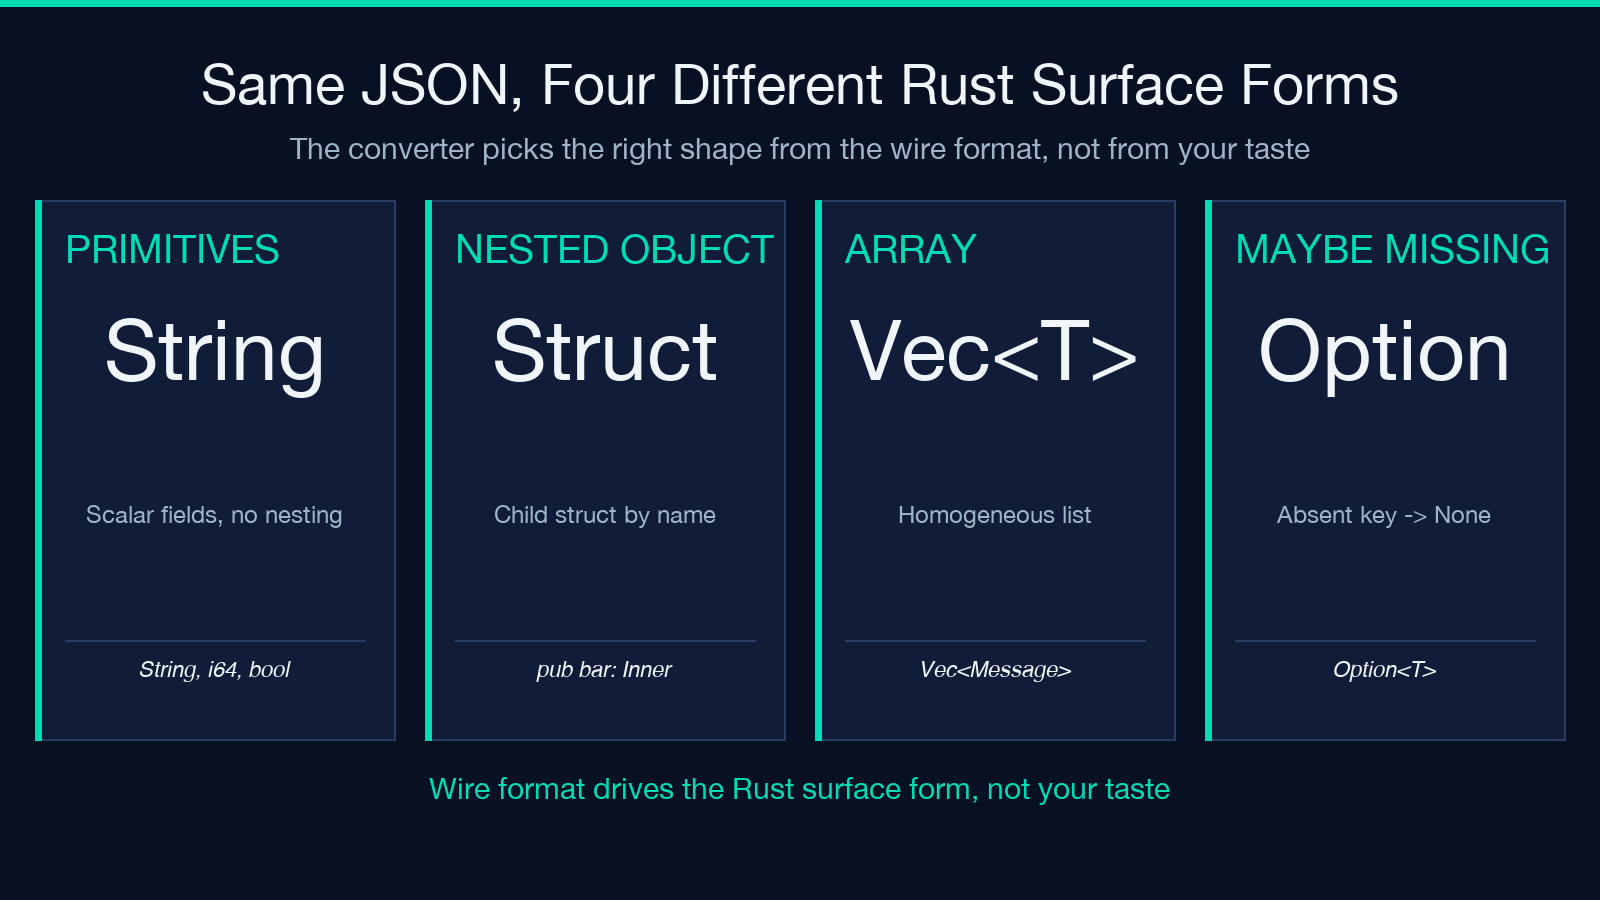 Same JSON, Four Different Rust Surface Forms
The converter picks the right shape from the wire format, not from your taste
PRIMITIVES
String
Scalar fields, no nesting
String, i64, bool
NESTED OBJECT
Struct
Child struct by name
pub bar: Inner
ARRAY
Vec<T>
Homogeneous list
Vec<Message>
MAYBE MISSING
Option
Absent key -> None
Option<T>
Wire format drives the Rust surface form, not your taste